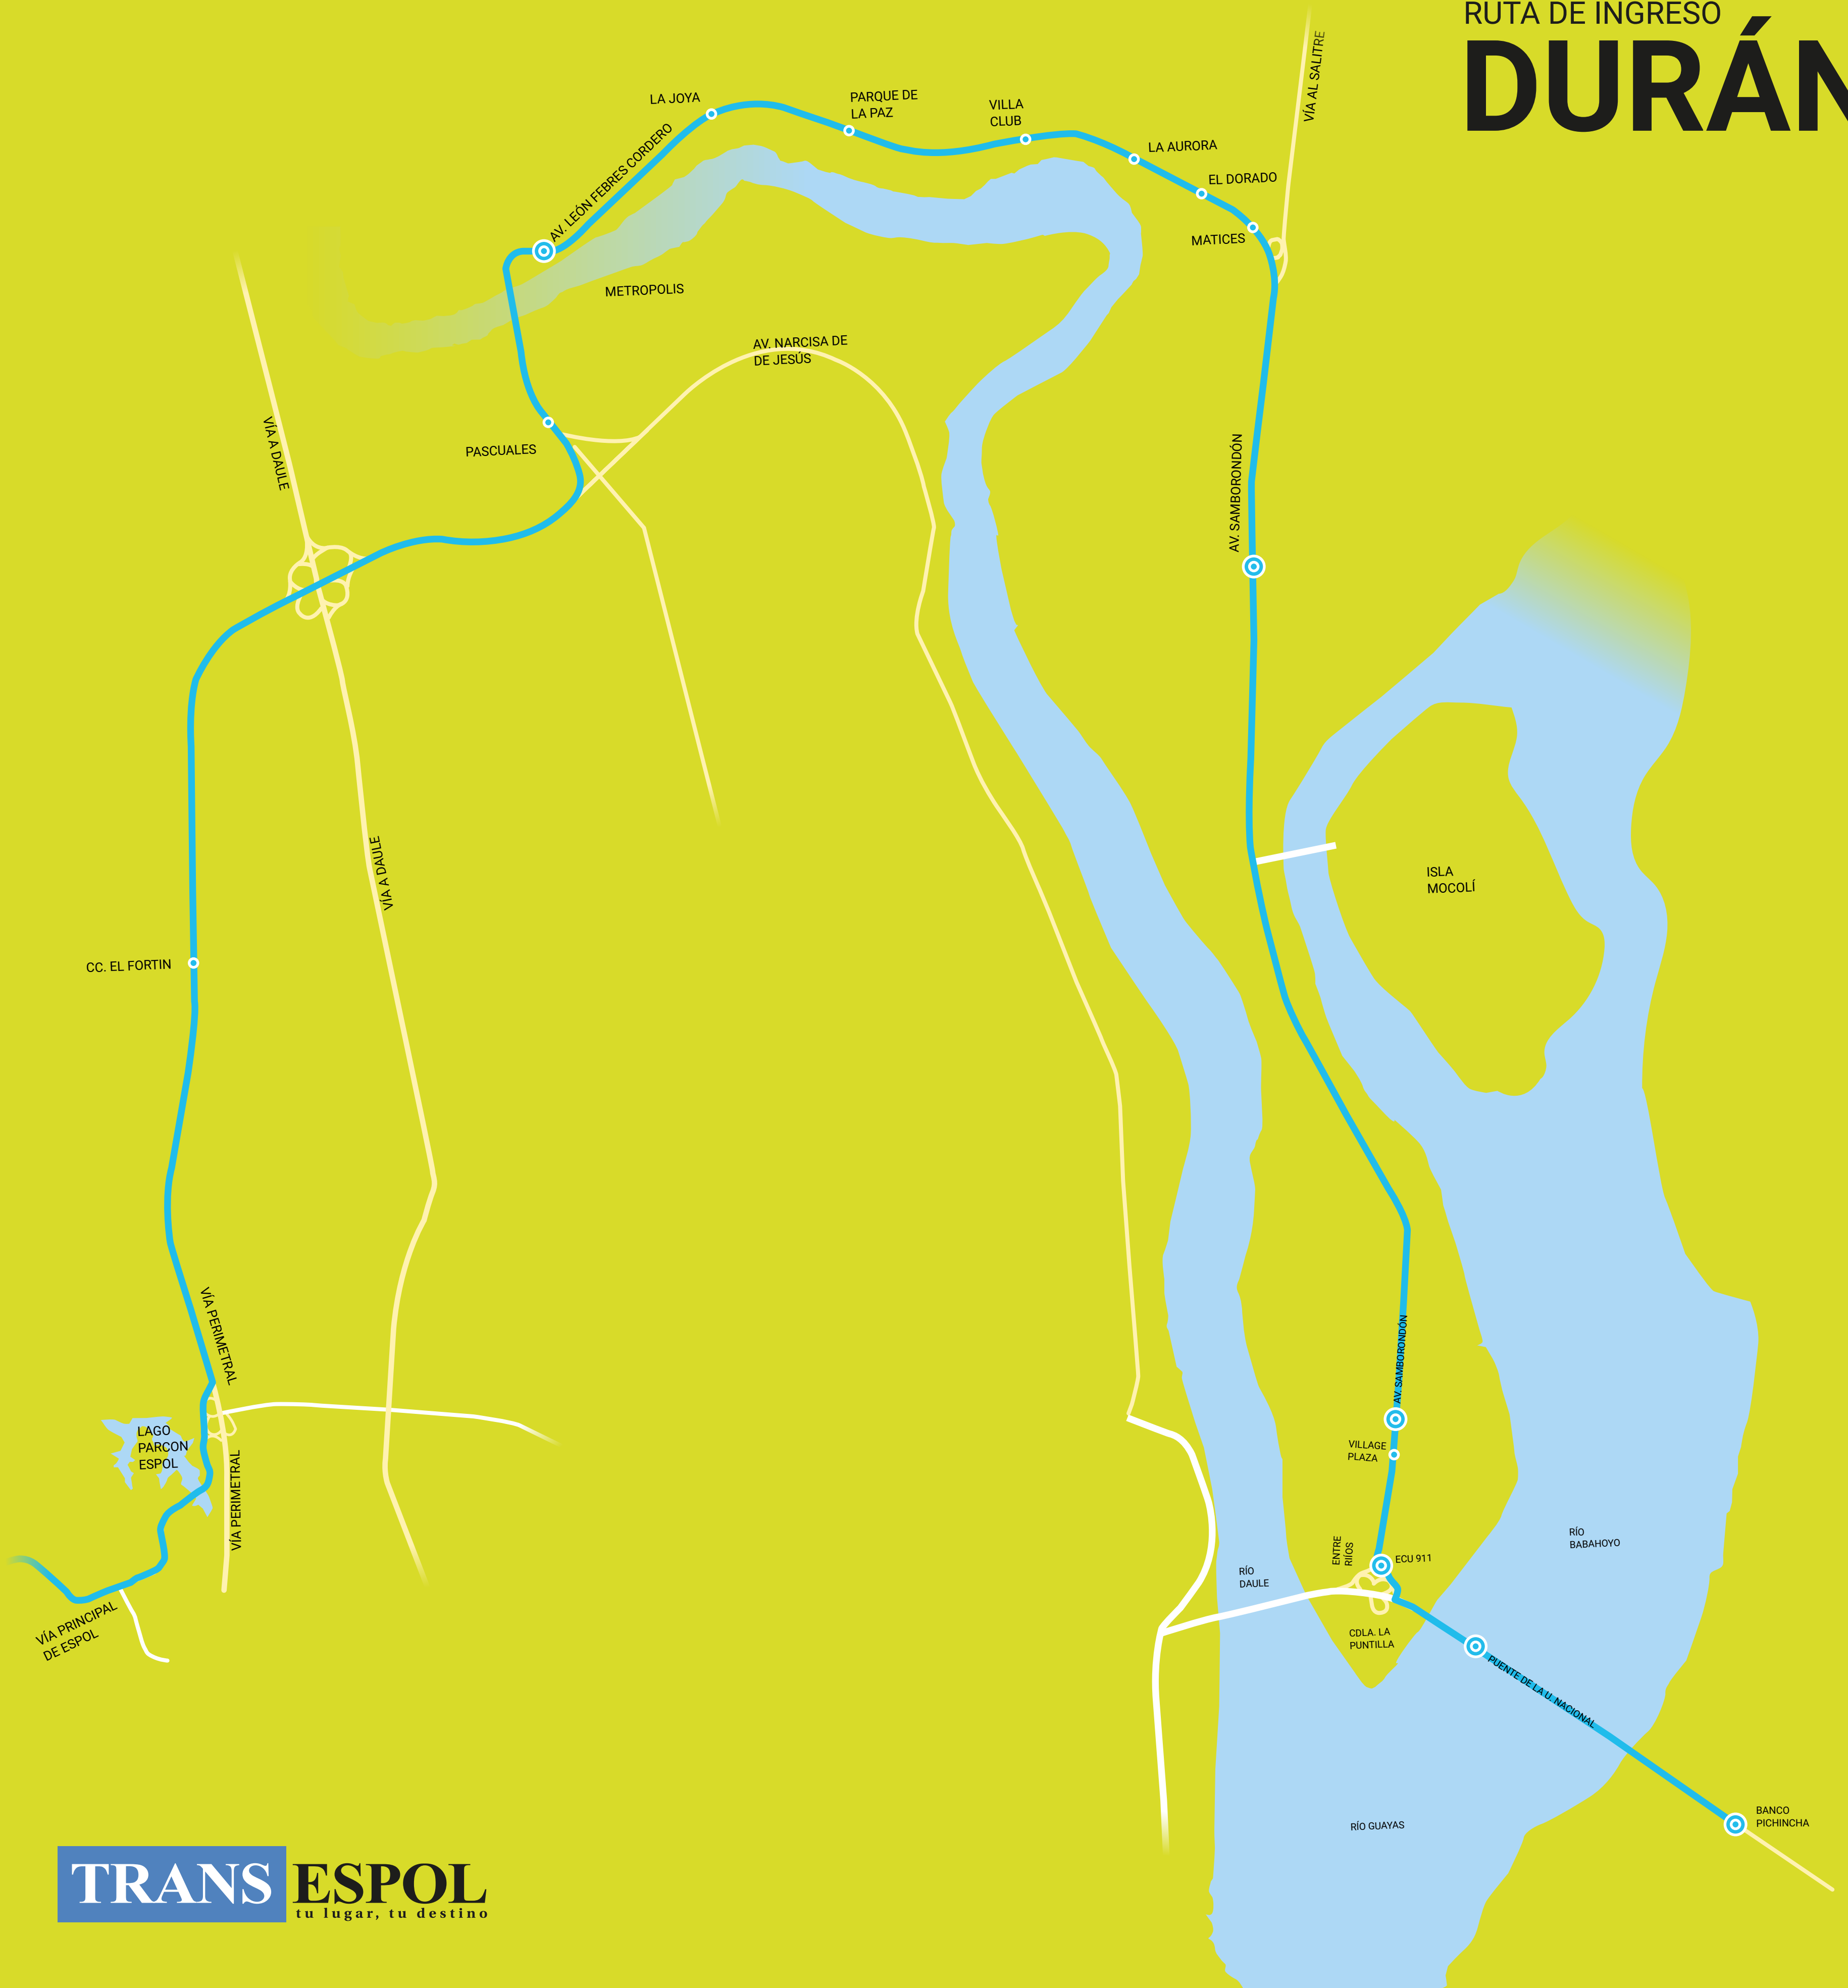 RUTA DE INGRESO
DURÁN
VÍA AL SALITRE
LA JOYA
PARQUE DE
LA PAZ
VILLA
CLUB
LA AURORA
EL DORADO
MATICES
AV. LEÓN FEBRES CORDERO
METROPOLIS
AV. NARCISA DE
DE JESÚS
VÍA A DAULE
PASCUALES
AV. SAMBORONDÓN
VÍA A DAULE
ISLA
MOCOLÍ
CC. EL FORTIN
VÍA PERIMETRAL
AV. SAMBORONDÓN
LAGO
PARCON
ESPOL
VÍA PERIMETRAL
VILLAGE
PLAZA
ENTRE
RIÍOS
ECU 911
RÍO
BABAHOYO
RÍO
DAULE
VÍA PRINCIPAL
DE ESPOL
CDLA. LA
PUNTILLA
PUENTE DE LA U. NACIONAL
BANCO
PICHINCHA
RÍO GUAYAS
TRANS ESPOL
tu lugar, tu destino